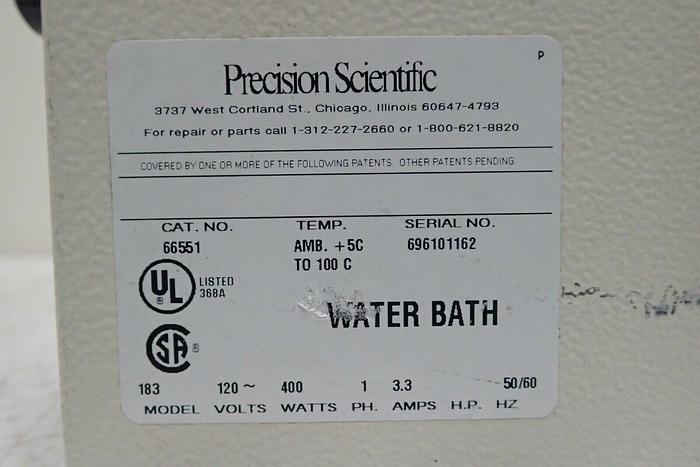 P
Precision Scientific
3737 West Cortland St., Chicago, Illinois 60647-4793
For repair or parts call 1-312-227-2660 or 1-800-621-8820
COVERED BY ONE OR MORE OF THE FOLLOWING PATENTS. OTHER PATENTS PENDING
CAT. NO. TEMP. SERIAL NO.
66551 AMB. +5C 696101162
TO 100 C
UL ® LISTED
368A
WATER BATH
SA ®
183 120~ 400 1 3.3 50/60
MODEL VOLTS WATTS PH. AMPS H.P. HZ